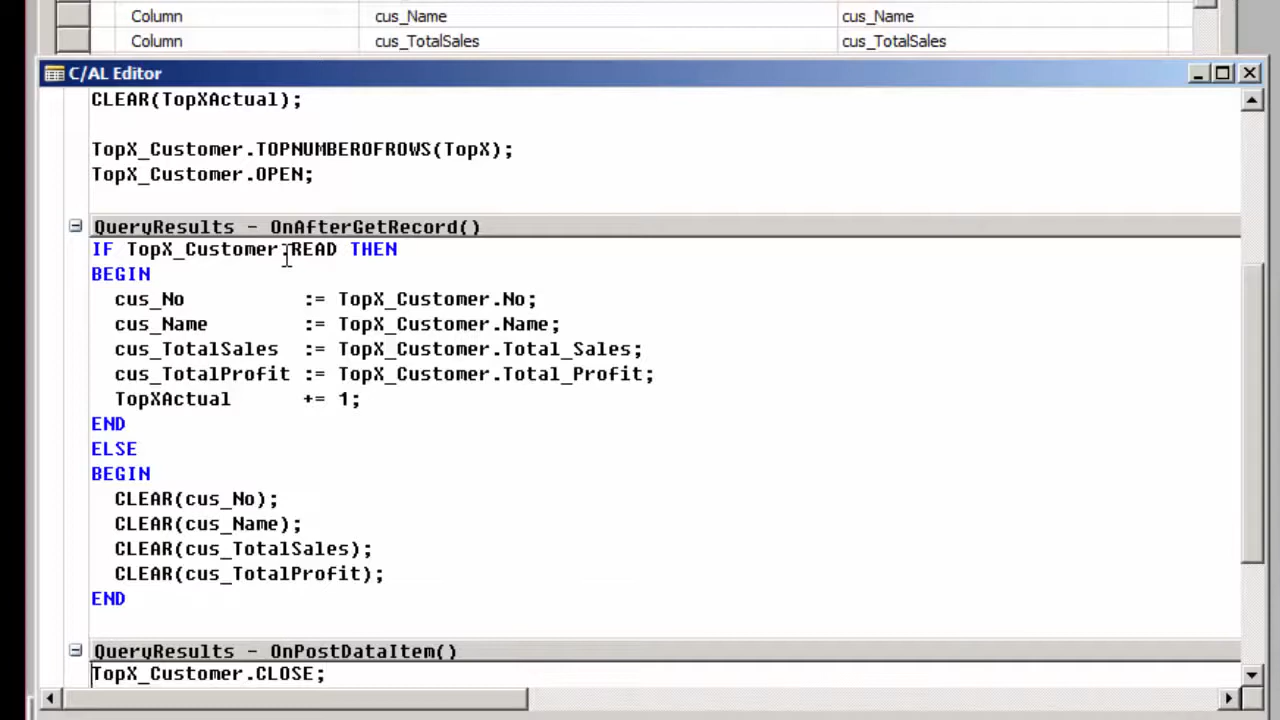 Column cus_Name cus_Name
Column cus_TotalSales cus_TotalSales
C/AL Editor
CLEAR(TopXActual);
TopX_Customer.TOPNUMBEROFROWS(TopX);
TopX_Customer.OPEN;
QueryResults - OnAfterGetRecord()
IF TopX_Customer.READ THEN
BEGIN
cus_No := TopX_Customer.No;
cus_Name := TopX_Customer.Name;
cus_TotalSales := TopX_Customer.Total_Sales;
cus_TotalProfit := TopX_Customer.Total_Profit;
TopXActual += 1;
END
ELSE
BEGIN
CLEAR(cus_No);
CLEAR(cus_Name);
CLEAR(cus_TotalSales);
CLEAR(cus_TotalProfit);
END
QueryResults - OnPostDataItem()
TopX_Customer.CLOSE;